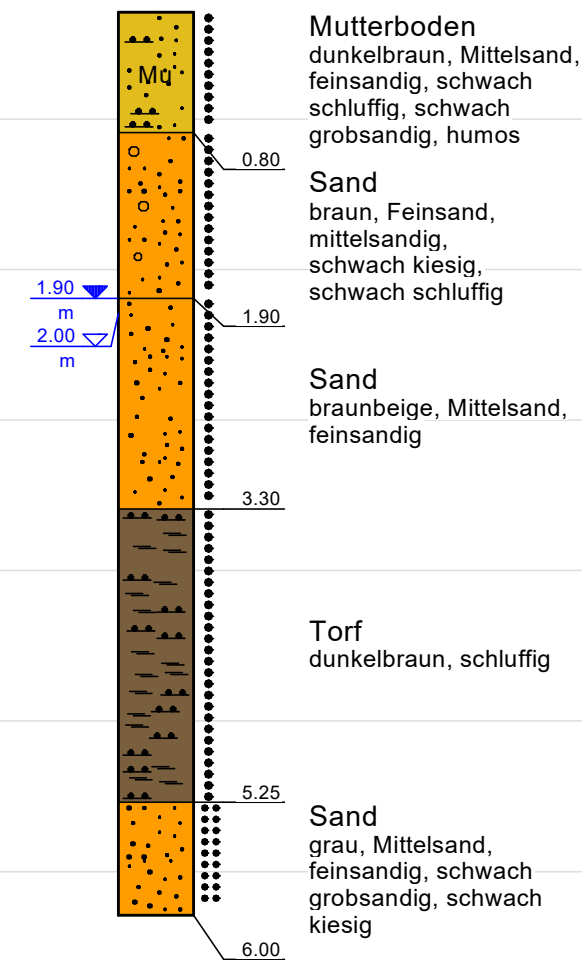 Mutterboden
dunkelbraun, Mittelsand,
feinsandig, schwach
schluffig, schwach
grobsandig, humos
Mu
0.80
Sand
braun, Feinsand,
mittelsandig,
schwach kiesig,
schwach schluffig
1.90
m
2.00
m
1.90
Sand
braunbeige, Mittelsand,
feinsandig
3.30
Torf
dunkelbraun, schluffig
5.25
Sand
grau, Mittelsand,
feinsandig, schwach
grobsandig, schwach
kiesig
6.00